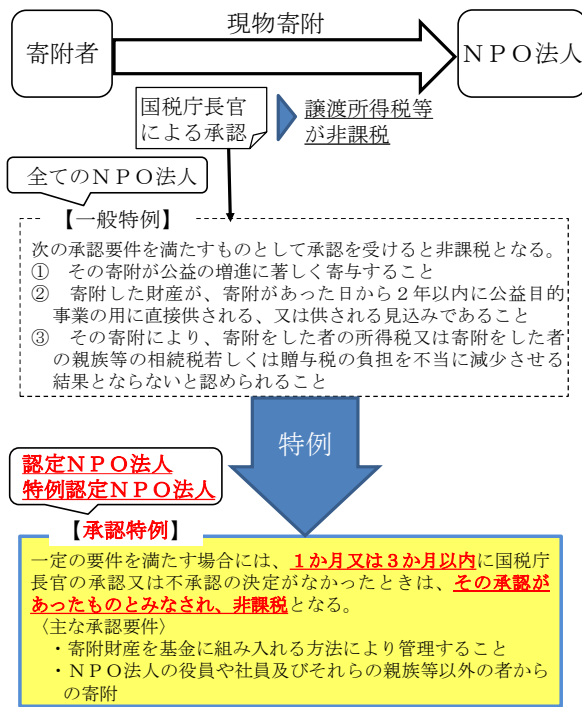 現物寄附
寄附者
ＮＰＯ法人
国税庁長官
による承認
譲渡所得税等
が非課税
全てのＮＰＯ法人
【一般特例】
次の承認要件を満たすものとして承認を受けると非課税となる。
①　その寄附が公益の増進に著しく寄与すること
②　寄附した財産が、寄附があった日から２年以内に公益目的
事業の用に直接供される、又は供される見込みであること
③　その寄附により、寄附をした者の所得税又は寄附をした者
の親族等の相続税若しくは贈与税の負担を不当に減少させる
結果とならないと認められること
特例
認定ＮＰＯ法人
特例認定ＮＰＯ法人
【承認特例】
一定の要件を満たす場合には、１か月又は３か月以内に国税庁
長官の承認又は不承認の決定がなかったときは、その承認が
あったものとみなされ、非課税となる。
〈主な承認要件〉
・寄附財産を基金に組み入れる方法により管理すること
・ＮＰＯ法人の役員や社員及びそれらの親族等以外の者から
の寄附